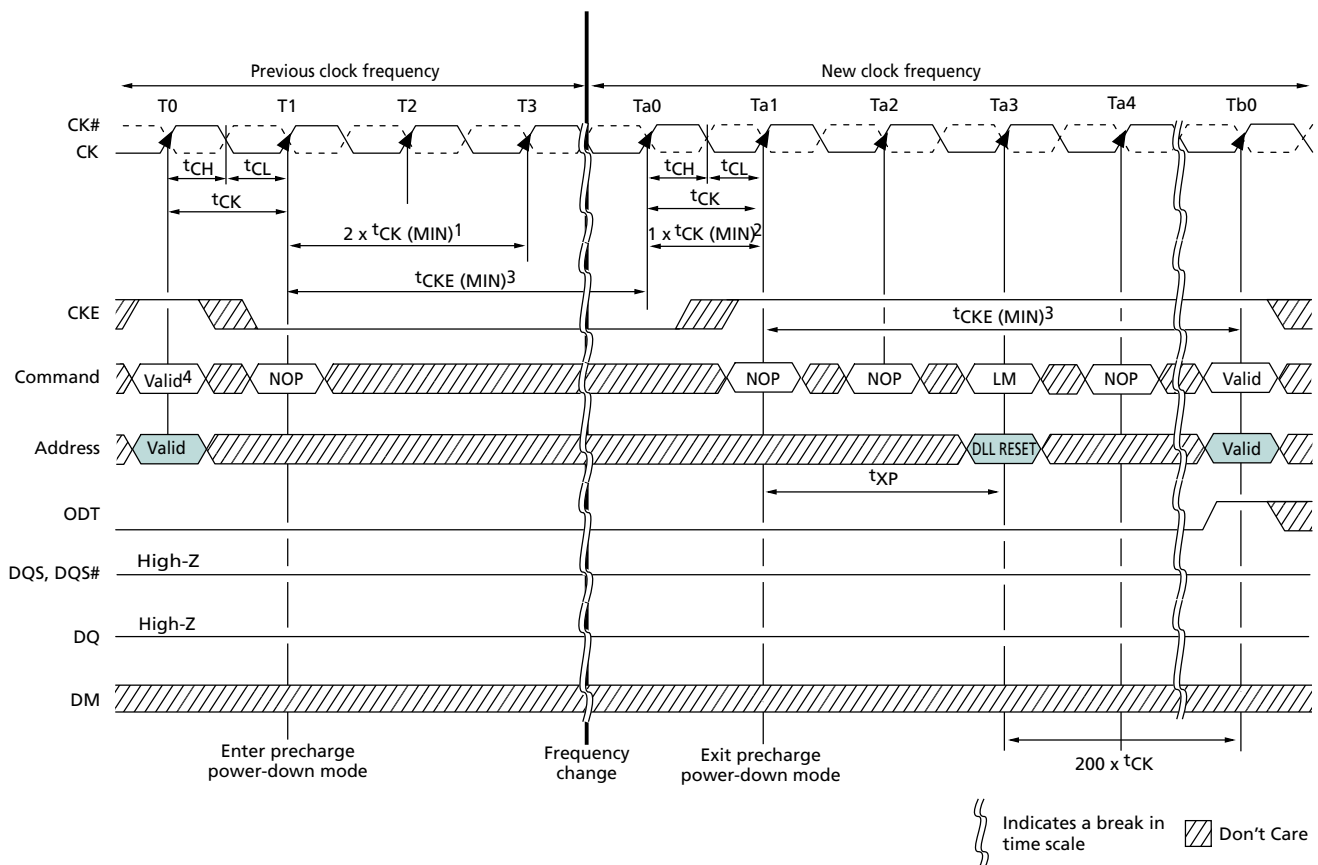 Previous clock frequency
New clock frequency
T0 T1 T2 T3 Ta0 Ta1 Ta2 Ta3 Ta4 Tb0
CK#
CK
tCH tCL tCH tCL
tCK tCK
2 x tCK (MIN)1 1 x tCK (MIN)2
tCKE (MIN)3
CKE
tCKE (MIN)3
Command Valid4 NOP NOP NOP LM NOP Valid
Address Valid DLL RESET Valid
tXP
ODT
High-Z
DQS, DQS#
High-Z
DQ
DM
Enter precharge
power-down mode
Frequency
change
Exit precharge
power-down mode
200 x tCK
Indicates a break in
time scale
Don't Care